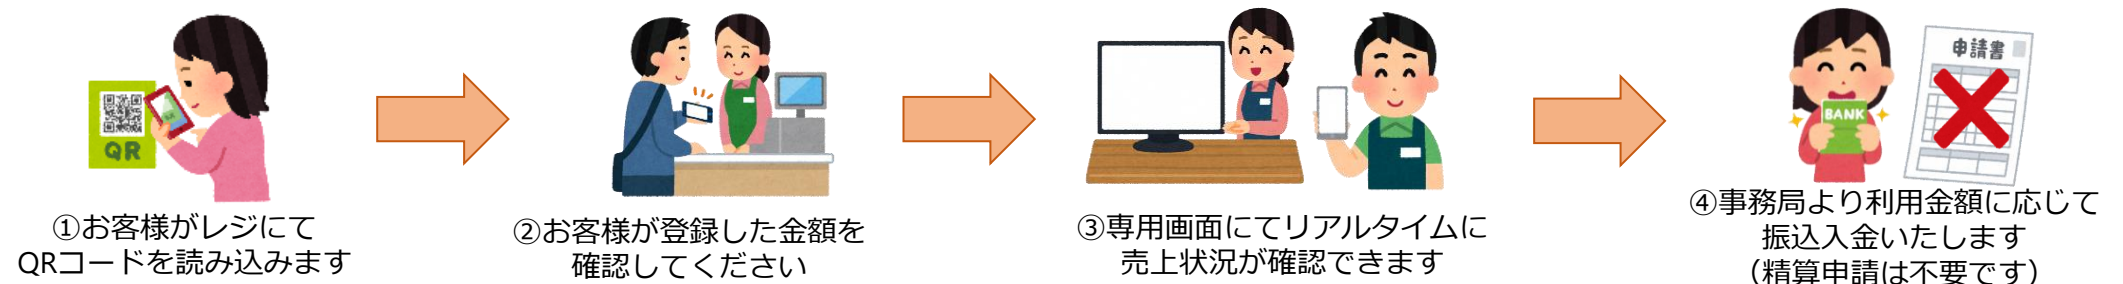 QR
①お客様がレジにて
QRコードを読み込みます
②お客様が登録した金額を
確認してください
③専用画面にてリアルタイムに
売上状況が確認できます
BANK
申請書
④事務局より利用金額に応じて
振込入金いたします
（精算申請は不要です）